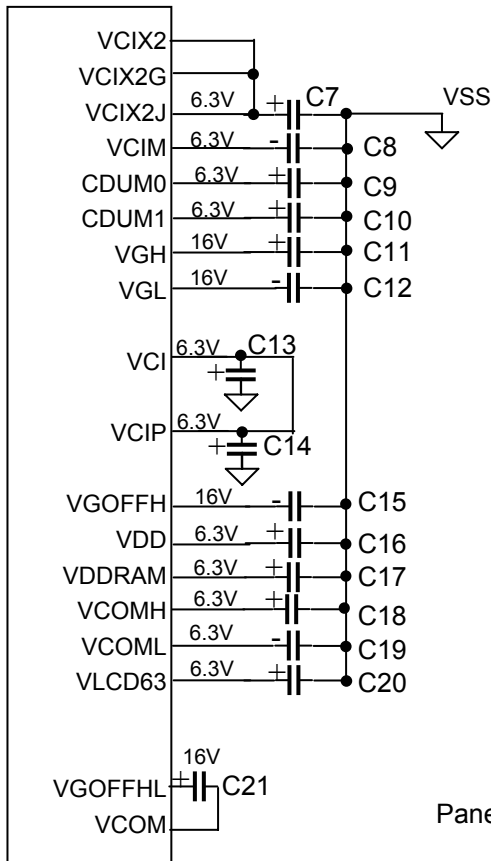 VCIX2
VCIX2G
VCIX2J 6.3V + C7 VSS
VCIM 6.3V - C8
CDUM0 6.3V + C9
CDUM1 6.3V + C10
VGH 16V + C11
VGL 16V - C12
VCI 6.3V + C13
VCIP 6.3V + C14
VGOFFH 16V - C15
VDD 6.3V + C16
VDDRAM 6.3V + C17
VCOMH 6.3V + C18
VCOML 6.3V - C19
VLCD63 6.3V + C20
16V
VGOFFHL + C21
VCOM
Pane